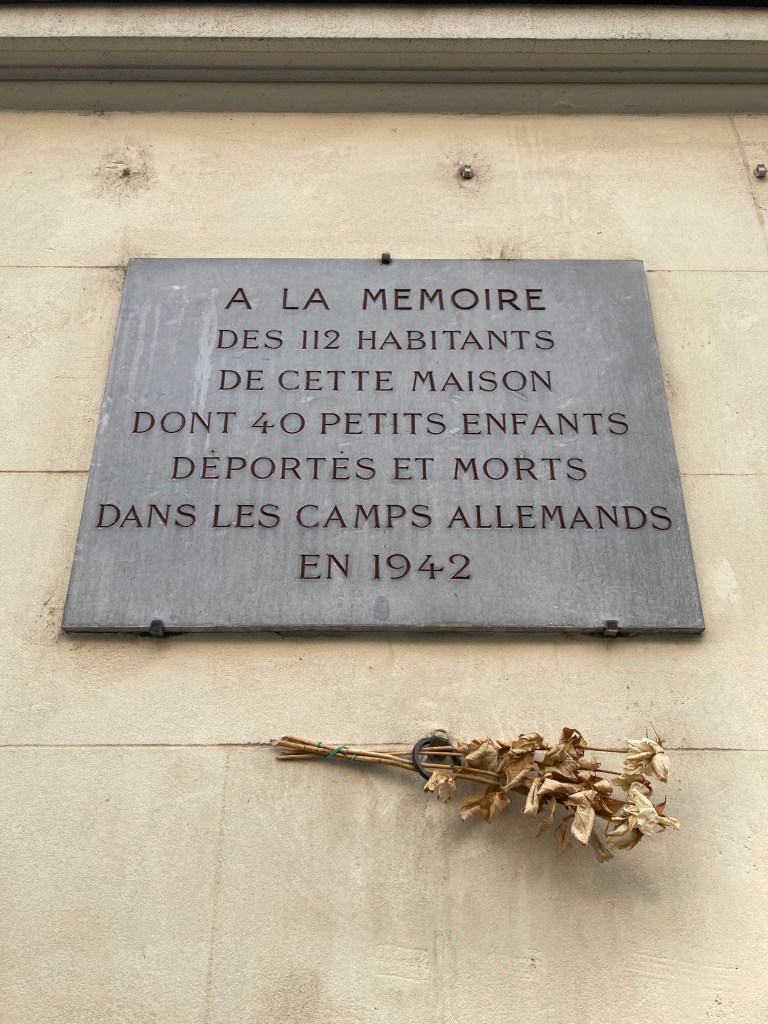 A LA MEMOIRE
DES 112 HABITANTS
DE CETTE MAISON
DONT 40 PETITS ENFANTS
DÉPORTÉS ET MORTS
DANS LES CAMPS ALLEMANDS
EN 1942